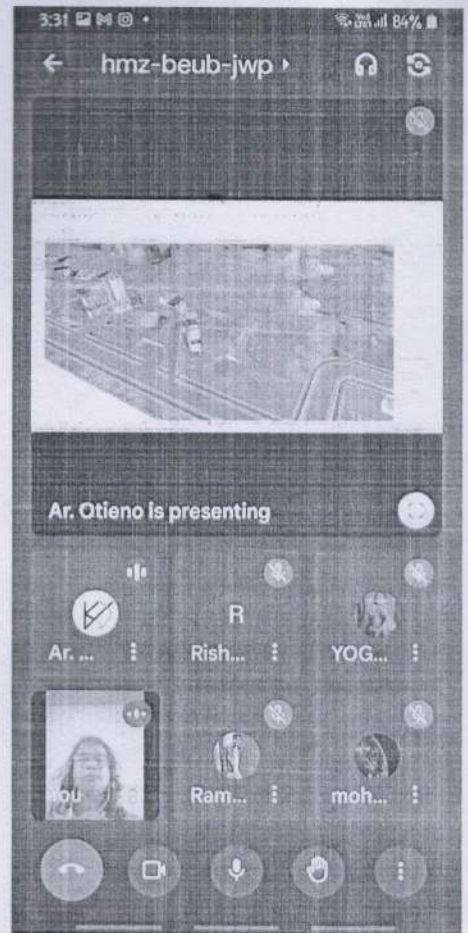 3:31 84%
hmz-beub-jwp
Ar. Otieno is presenting
R
Ar. ... Rish... YOG...
You Ram... moh...